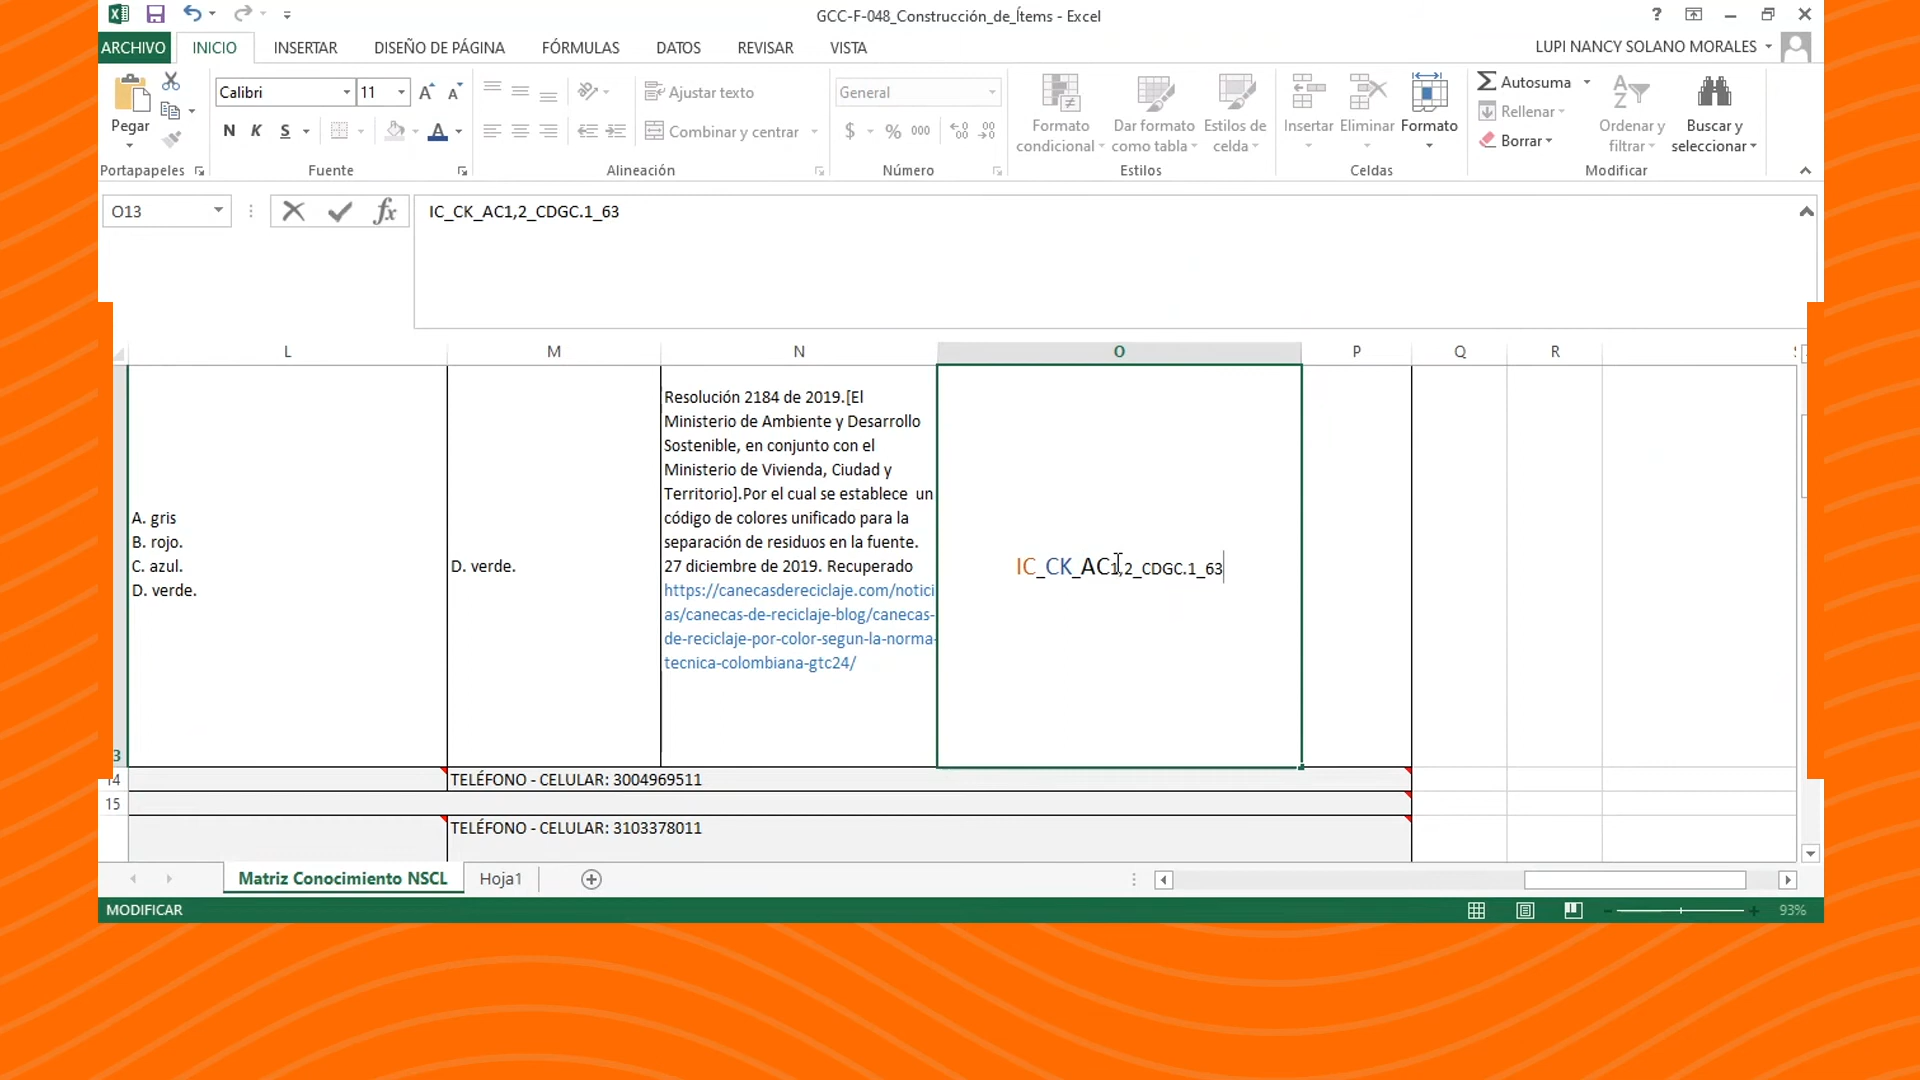 GCC-F-048_Construcción_de_Ítems - Excel
?
ARCHIVO INICIO INSERTAR DISEÑO DE PÁGINA FÓRMULAS DATOS REVISAR VISTA
LUPI NANCY SOLANO MORALES
Pegar
Calibri 11
N K S
Ajustar texto
Combinar y centrar
General
$ % 000
Formato condicional
Dar formato como tabla
Estilos de celda
Insertar
Eliminar
Formato
Autosuma
Rellenar
Borrar
Ordenar y filtrar
Buscar y seleccionar
Portapapeles Fuente Alineación Número Estilos Celdas Modificar
O13
fx
IC_CK_AC1,2_CDGC.1_63
L M N O P Q R
A. gris
B. rojo.
C. azul.
D. verde.
D. verde.
Resolución 2184 de 2019.[El
Ministerio de Ambiente y Desarrollo
Sostenible, en conjunto con el
Ministerio de Vivienda, Ciudad y
Territorio].Por el cual se establece un
código de colores unificado para la
separación de residuos en la fuente.
27 diciembre de 2019. Recuperado
https://canecasdereciclaje.com/notici
as/canecas-de-reciclaje-blog/canecas-
de-reciclaje-por-color-segun-la-norma-
tecnica-colombiana-gtc24/
IC_CK_AC1,2_CDGC.1_63
3
14 TELÉFONO - CELULAR: 3004969511
15
TELÉFONO - CELULAR: 3103378011
Matriz Conocimiento NSCL Hoja1
MODIFICAR
93%